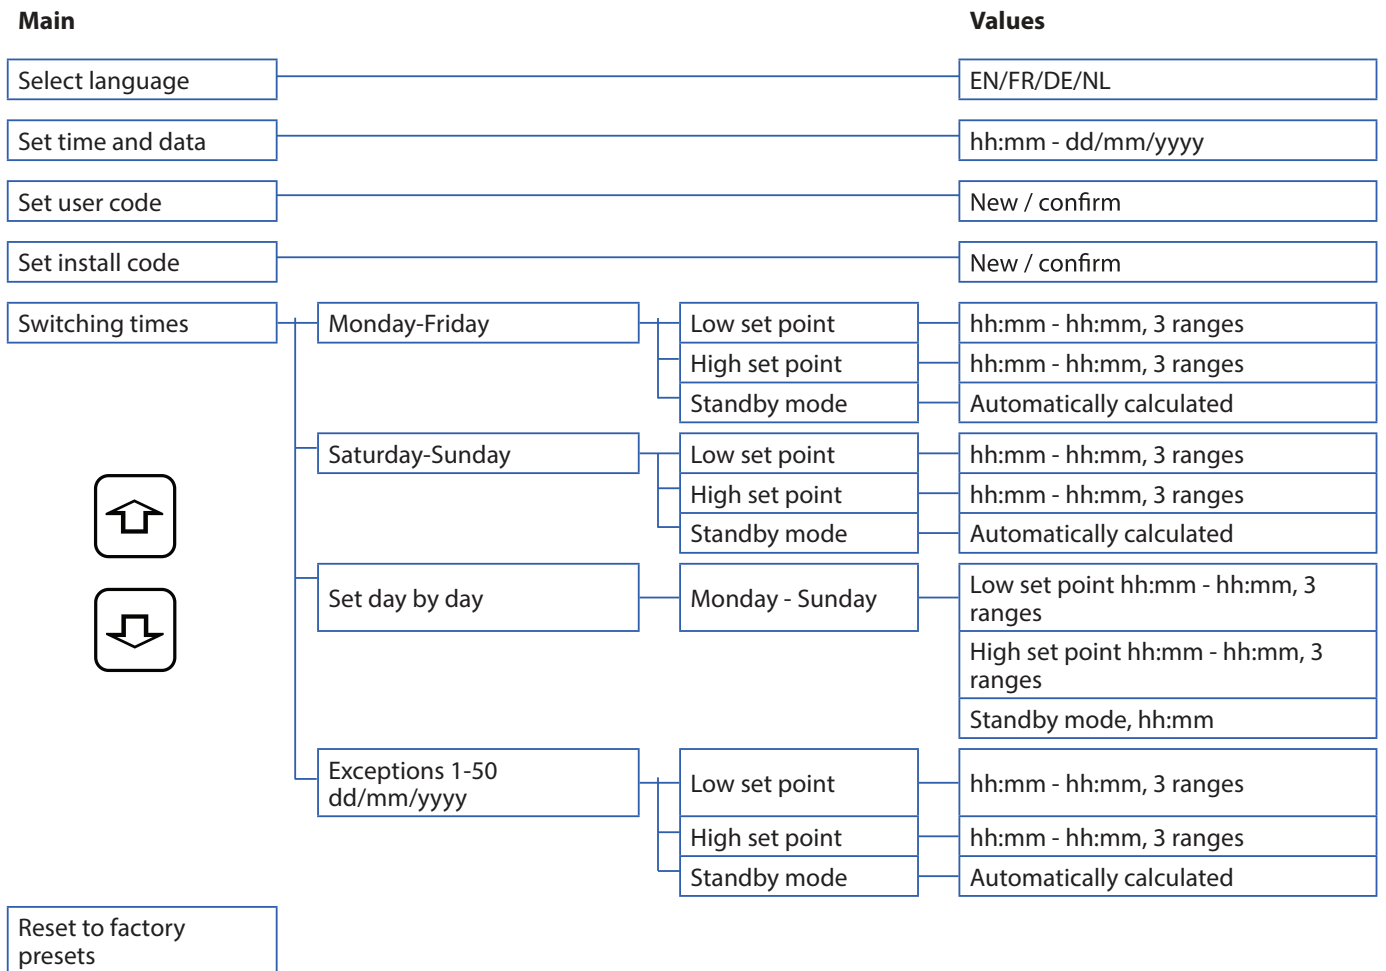 Main
Values
Select language
EN/FR/DE/NL
Set time and data
hh:mm - dd/mm/yyyy
Set user code
New / confirm
Set install code
New / confirm
Switching times
Monday-Friday
Low set point
hh:mm - hh:mm, 3 ranges
High set point
hh:mm - hh:mm, 3 ranges
Standby mode
Automatically calculated
Saturday-Sunday
Low set point
hh:mm - hh:mm, 3 ranges
High set point
hh:mm - hh:mm, 3 ranges
Standby mode
Automatically calculated
Set day by day
Monday - Sunday
Low set point hh:mm - hh:mm, 3
ranges
High set point hh:mm - hh:mm, 3
ranges
Standby mode, hh:mm
Exceptions 1-50
dd/mm/yyyy
Low set point
hh:mm - hh:mm, 3 ranges
High set point
hh:mm - hh:mm, 3 ranges
Standby mode
Automatically calculated
Reset to factory
presets